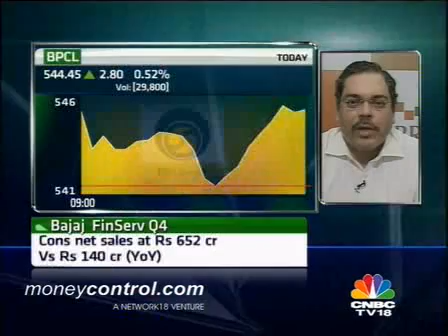 BPCL
TODAY
544.45 2.80 0.52%
Vol: [29,800]
546
541
09:00
Bajaj FinServ Q4
Cons net sales at Rs 652 cr
Vs Rs 140 cr (YoY)
moneycontrol.com
A NETWORK18 VENTURE
CNBC
TV18